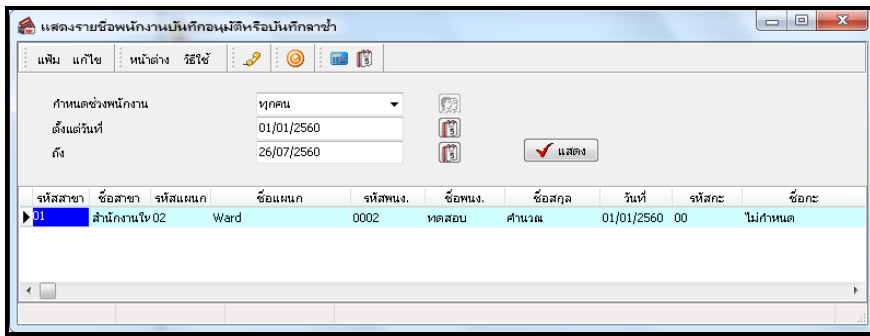 แสดงรายชื่อพนักงานบันทึกอนุมัติหรือบันทึกลาซ้ำ
แฟ้ม แก้ไข หน้าต่าง วิธีใช้
กำหนดช่วงพนักงาน ทุกคน
ตั้งแต่วันที่ 01/01/2560
ถึง 26/07/2560 แสดง
รหัสสาขา ชื่อสาขา รหัสแผนก ชื่อแผนก รหัสพนง. ชื่อพนง. ชื่อสกุล วันที่ รหัสกะ ชื่อกะ
01 สำนักงานให 02 Ward 0002 ทดสอบ คำนวณ 01/01/2560 00 ไม่กำหนด